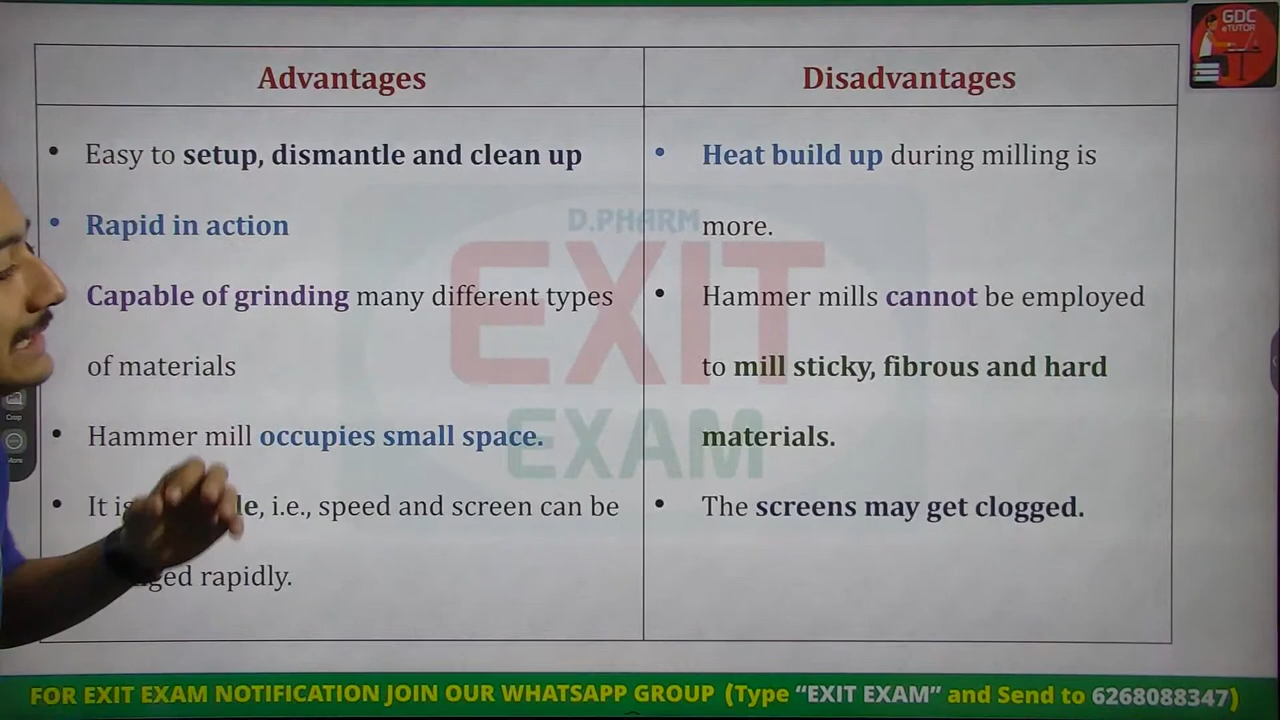 GDC
eTUTOR
Advantages
Disadvantages
• Easy to setup, dismantle and clean up
• Rapid in action
Capable of grinding many different types
of materials
• Hammer mill occupies small space.
• It is le, i.e., speed and screen can be
ged rapidly.
• Heat build up during milling is
more.
• Hammer mills cannot be employed
to mill sticky, fibrous and hard
materials.
• The screens may get clogged.
D.PHARM
EXIT
EXAM
Crop
More
FOR EXIT EXAM NOTIFICATION JOIN OUR WHATSAPP GROUP (Type “EXIT EXAM” and Send to 6268088347)